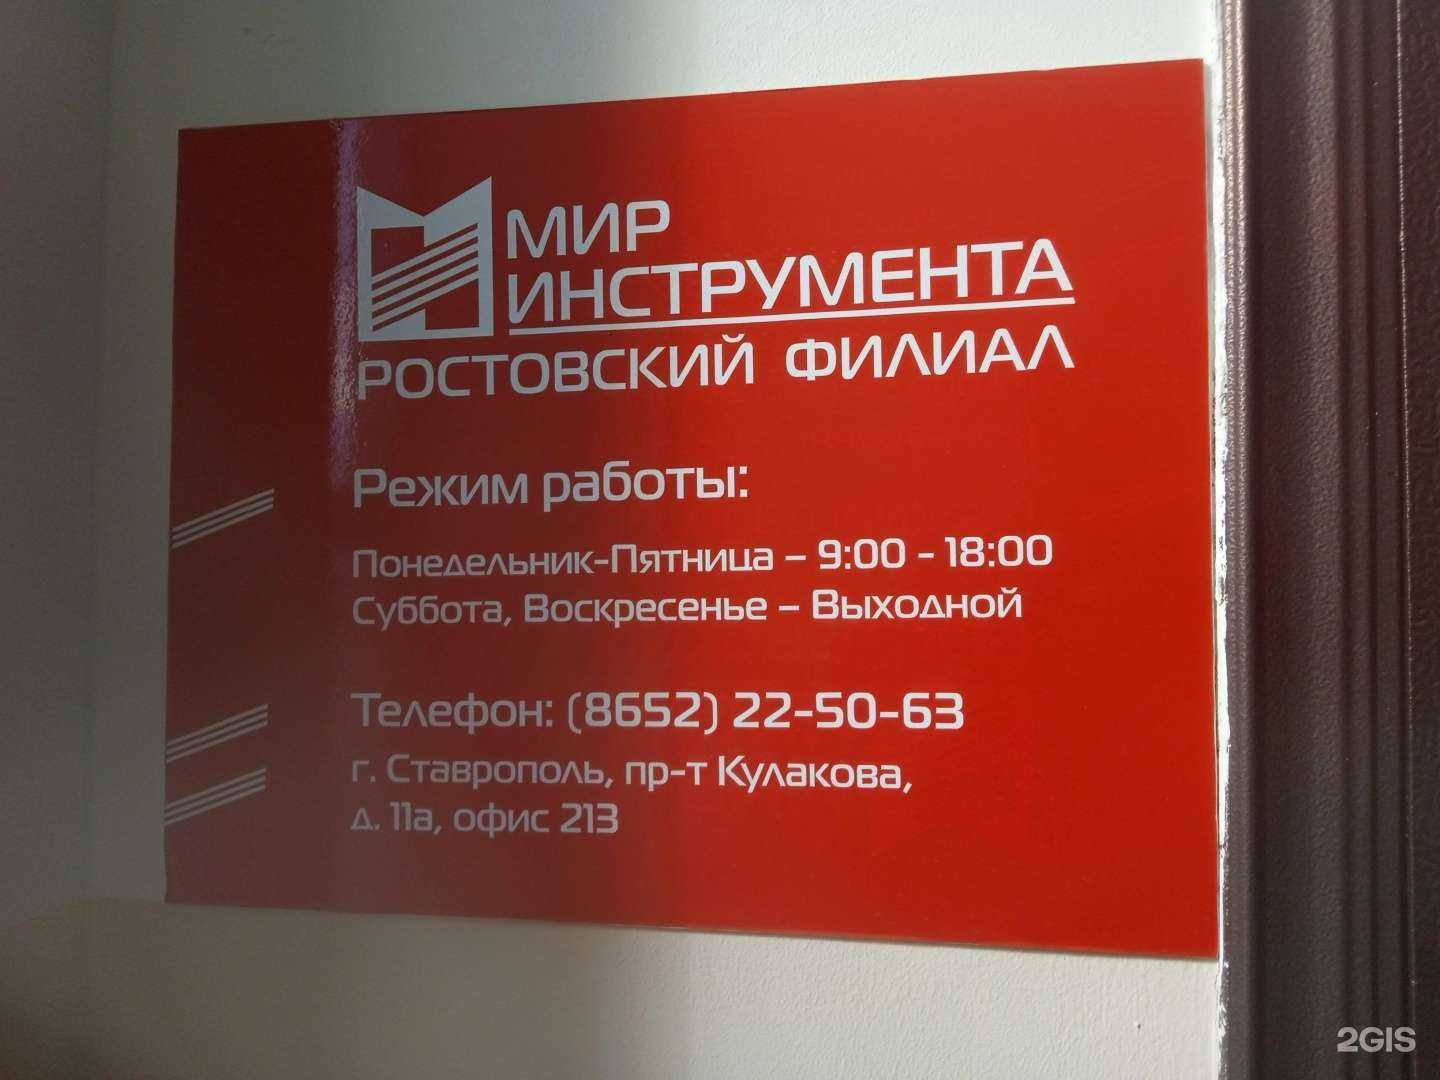 МИР
ИНСТРУМЕНТА
РОСТОВСКИЙ ФИЛИАЛ
Режим работы:
Понедельник-Пятница – 9:00 - 18:00
Суббота, Воскресенье – Выходной
Телефон: (8652) 22-50-63
г. Ставрополь, пр-т Кулакова,
д. 11а, офис 213
2GIS